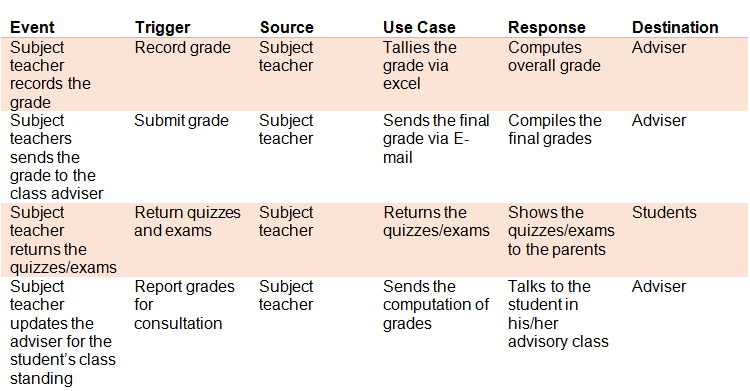 Event Trigger Source Use Case Response Destination
Subject teacher records the grade Record grade Subject teacher Tallies the grade via excel Computes overall grade Adviser
Subject teachers sends the grade to the class adviser Submit grade Subject teacher Sends the final grade via E-mail Compiles the final grades Adviser
Subject teacher returns the quizzes/exams Return quizzes and exams Subject teacher Returns the quizzes/exams Shows the quizzes/exams to the parents Students
Subject teacher updates the adviser for the student's class standing Report grades for consultation Subject teacher Sends the computation of grades Talks to the student in his/her advisory class Adviser